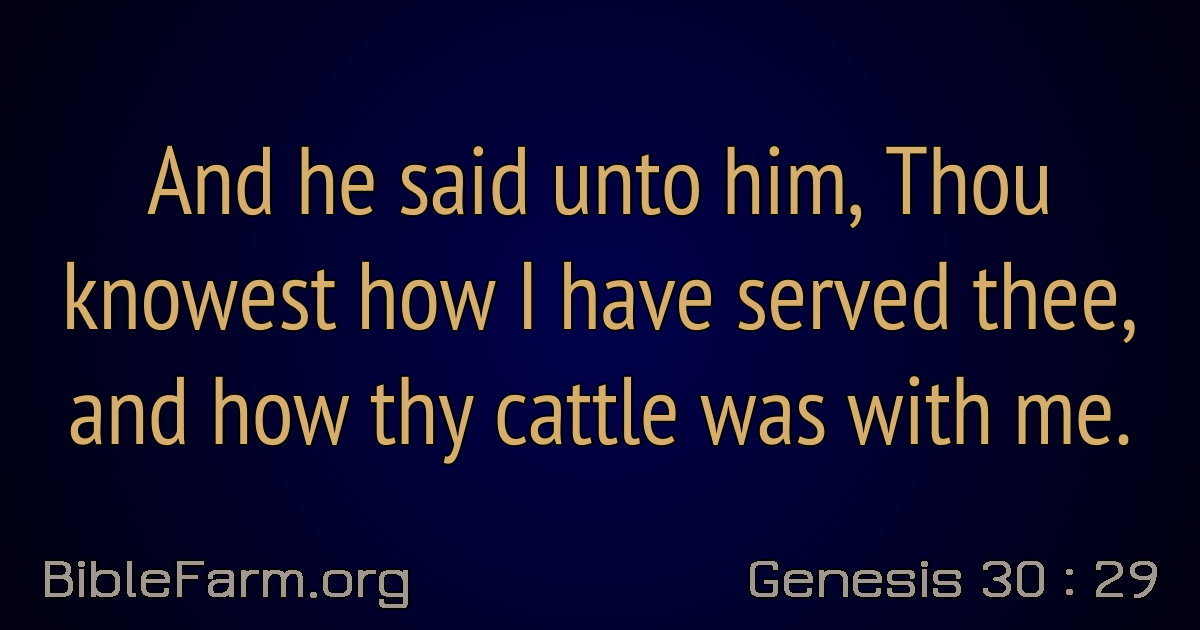 And he said unto him, Thou
knowest how I have served thee,
and how thy cattle was with me.
BibleFarm.org
Genesis 30 : 29